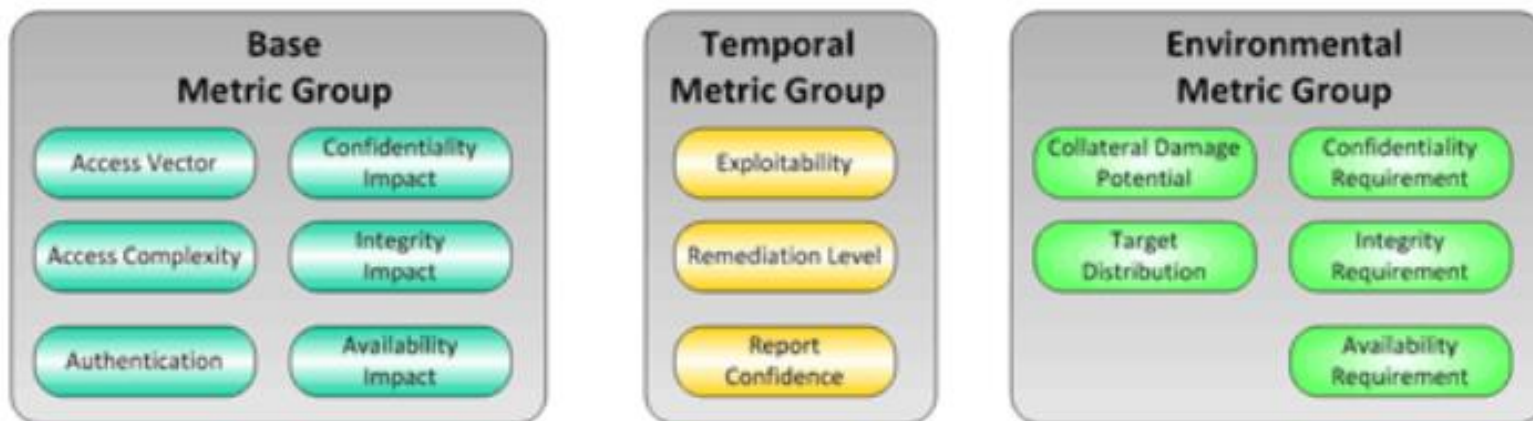 Base
Metric Group
Access Vector
Confidentiality
Impact
Access Complexity
Integrity
Impact
Authentication
Availability
Impact
Temporal
Metric Group
Exploitability
Remediation Level
Report
Confidence
Environmental
Metric Group
Collateral Damage
Potential
Confidentiality
Requirement
Target
Distribution
Integrity
Requirement
Availability
Requirement